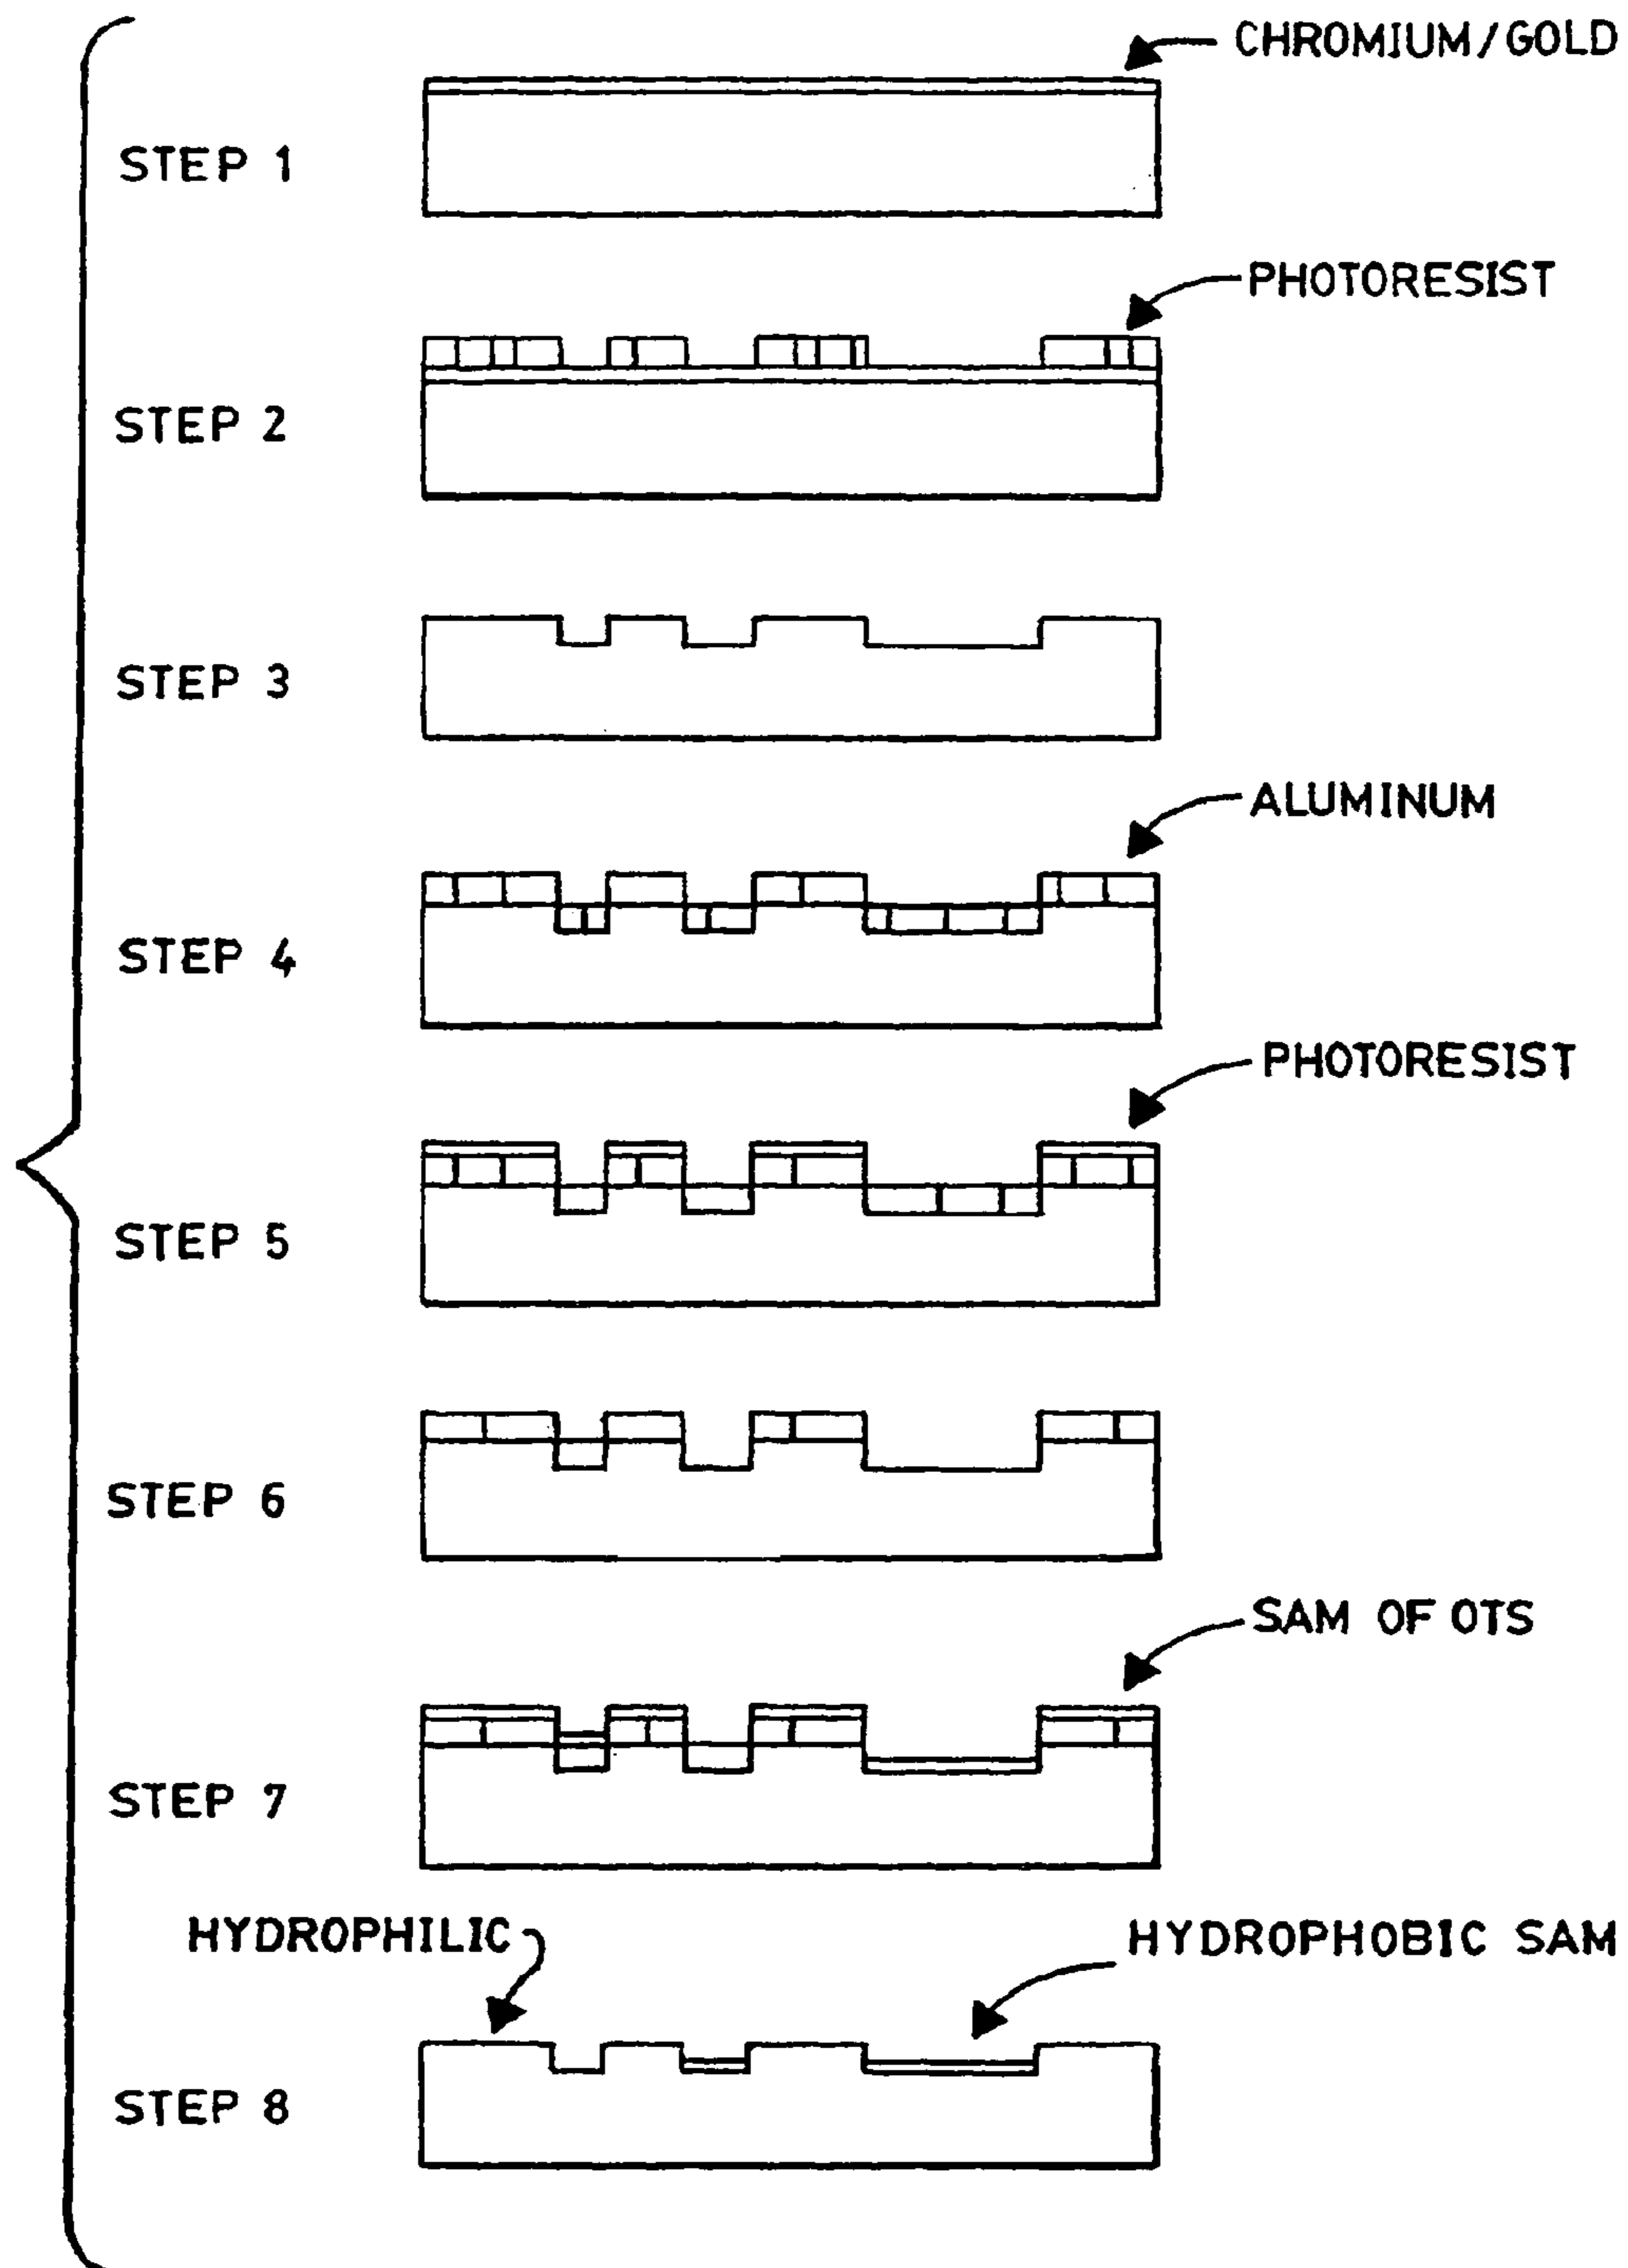 CHROMIUM/GOLD
STEP 1
PHOTORESIST
STEP 2
STEP 3
ALUMINUM
STEP 4
PHOTORESIST
STEP 5
STEP 6
SAM OF OTS
STEP 7
HYDROPHILIC
HYDROPHOBIC SAM
STEP 8